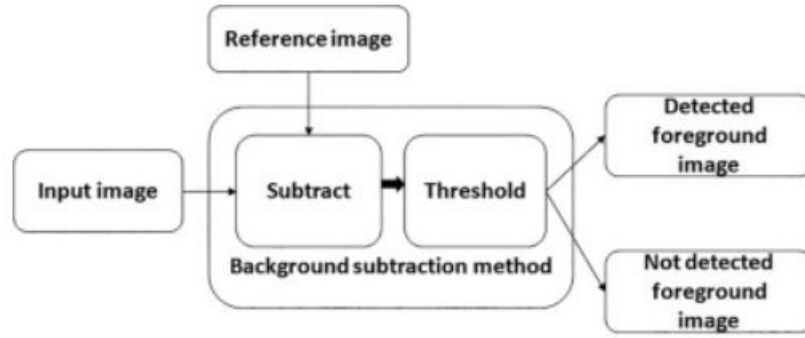 Reference image
Detected
foreground
image
Input image
Subtract
Threshold
Background subtraction method
Not detected
foreground
image